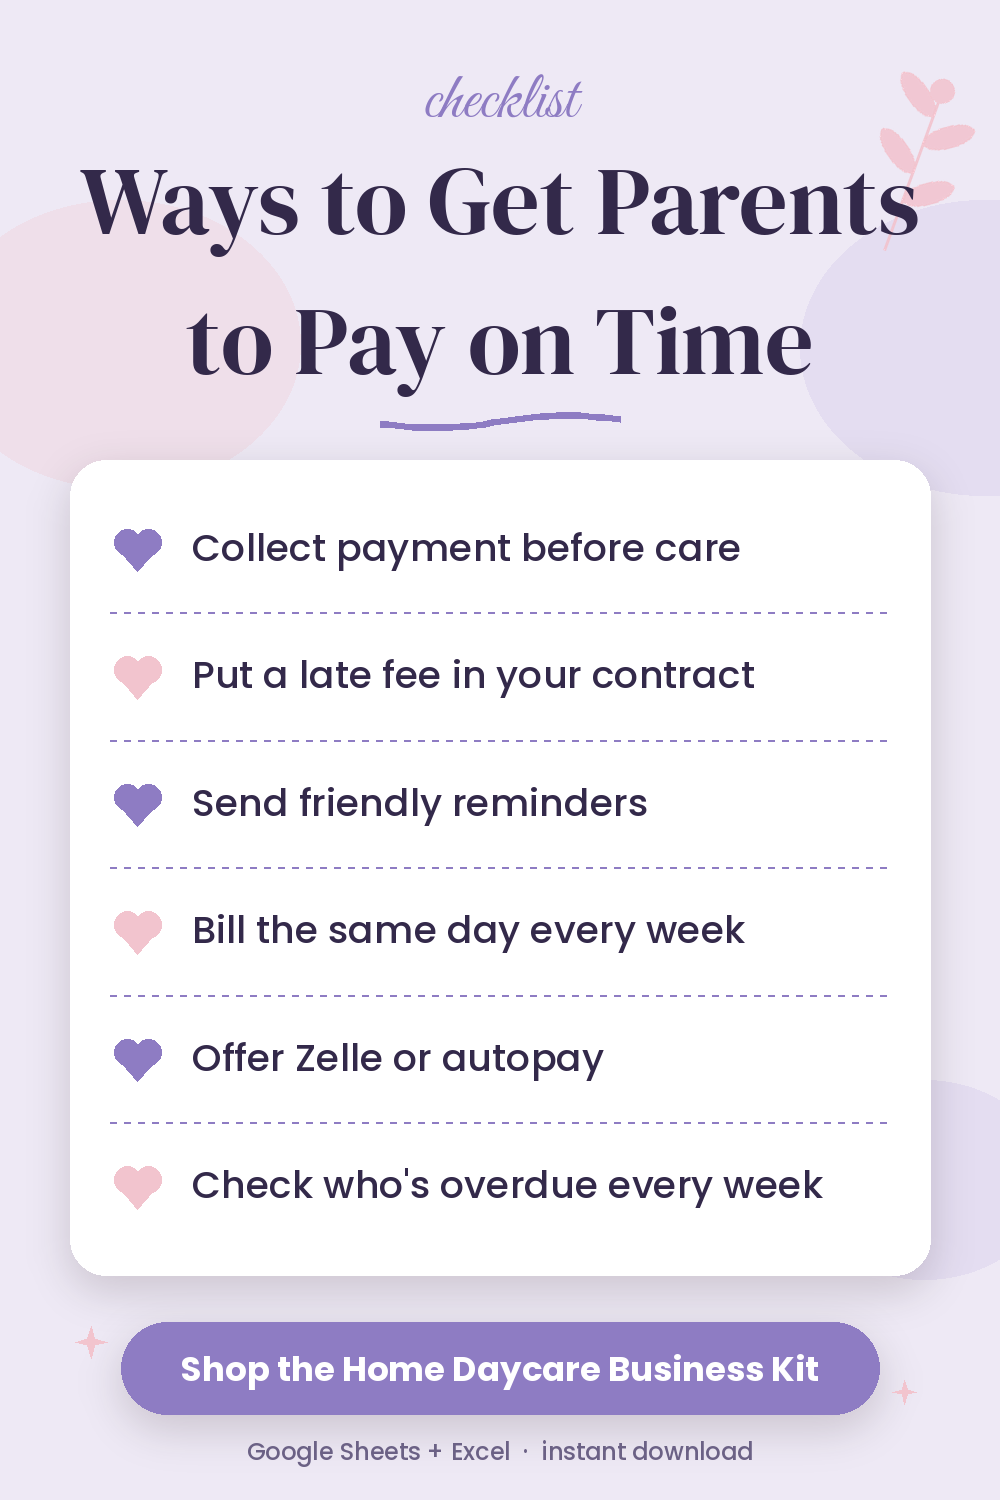 checklist
Ways to Get Parents
to Pay on Time
Collect payment before care
Put a late fee in your contract
Send friendly reminders
Bill the same day every week
Offer Zelle or autopay
Check who's overdue every week
Shop the Home Daycare Business Kit
Google Sheets + Excel · instant download